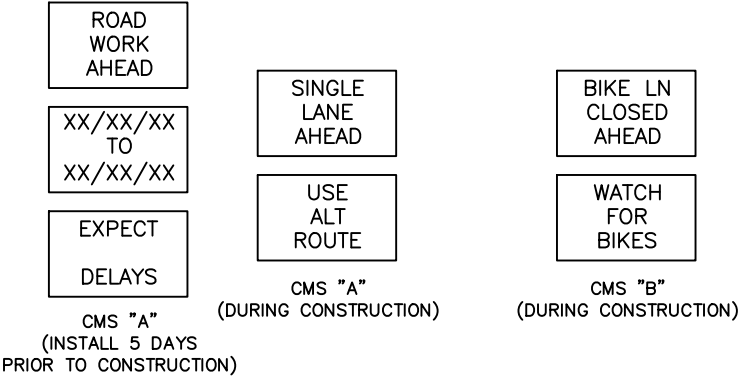 ROAD
WORK
AHEAD
XX/XX/XX
TO
XX/XX/XX
EXPECT
DELAYS
CMS "A"
(INSTALL 5 DAYS
PRIOR TO CONSTRUCTION)
SINGLE
LANE
AHEAD
USE
ALT
ROUTE
CMS "A"
(DURING CONSTRUCTION)
BIKE LN
CLOSED
AHEAD
WATCH
FOR
BIKES
CMS "B"
(DURING CONSTRUCTION)